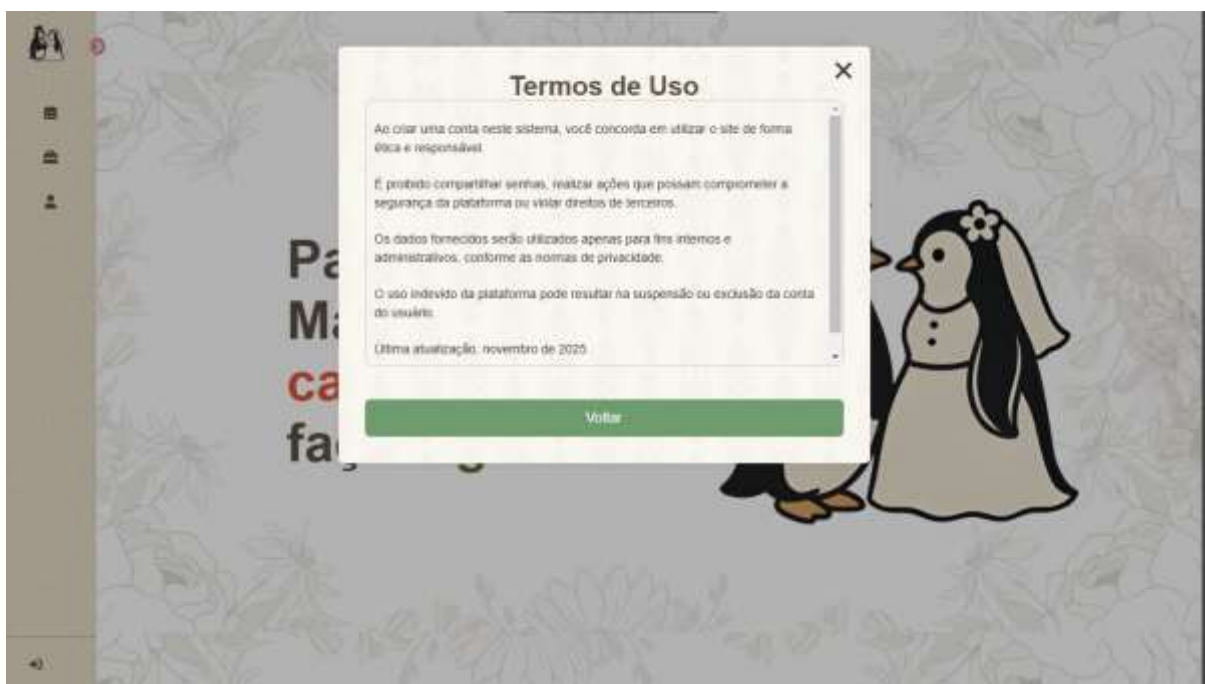 Termos de Uso
Ao criar uma conta neste sistema, você concorda em utilizar o site de forma
ética e responsável.
É proibido compartilhar senhas, realizar ações que possam comprometer a
segurança da plataforma ou violar direitos de terceiros.
Os dados fornecidos serão utilizados apenas para fins internos e
administrativos, conforme as normas de privacidade.
O uso indevido da plataforma pode resultar na suspensão ou exclusão da conta
do usuário.
Última atualização: novembro de 2025
Voltar